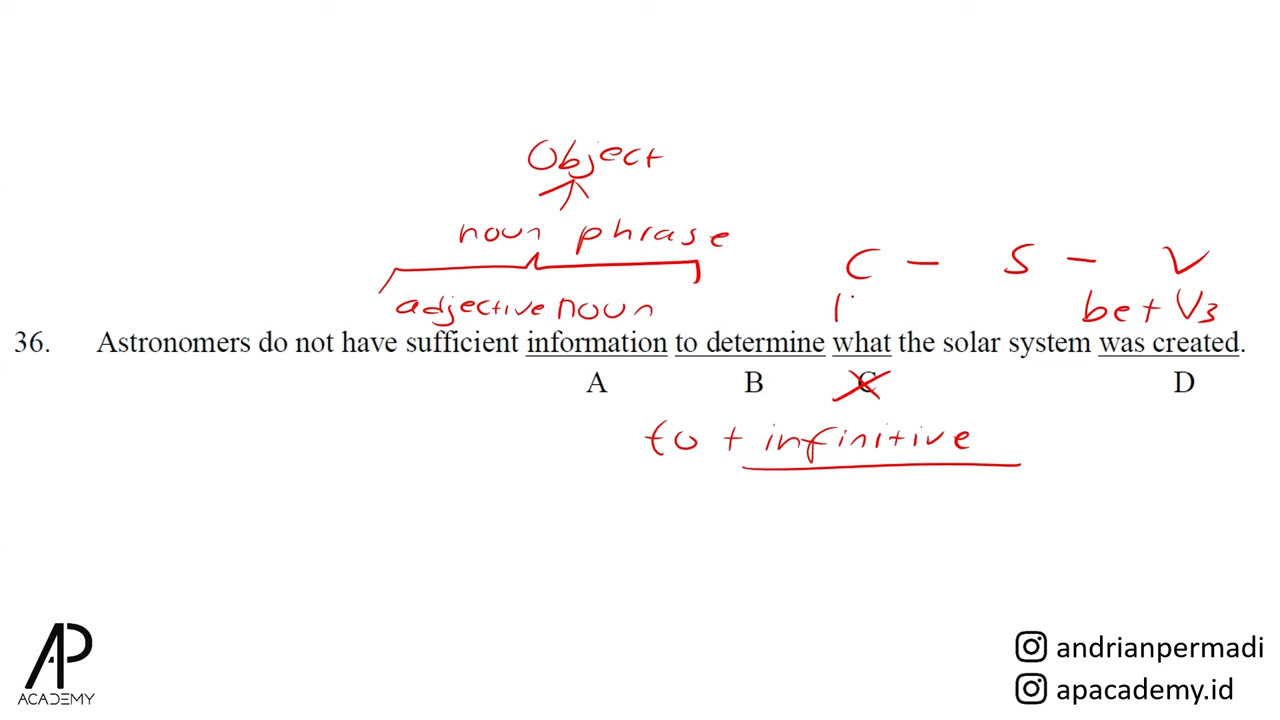 Object
noun phrase
C - S - V
adjective noun
be + V3
36. Astronomers do not have sufficient information to determine what the solar system was created.
A B C D
to + infinitive
AP
ACADEMY
andrianpermadi
apacademy.id